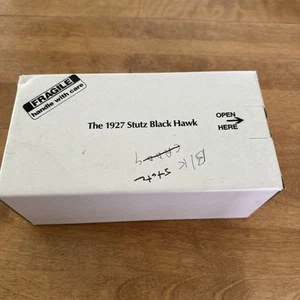 FRAGILE
handle with care
The 1927 Stutz Black Hawk
OPEN
HERE
Blk
Stutz